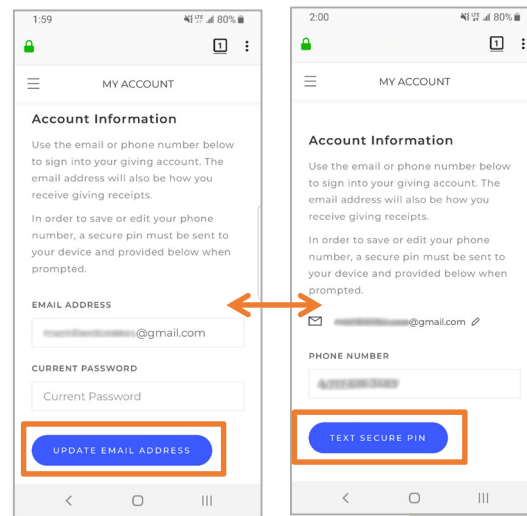 1:59
LTE 80%
1
MY ACCOUNT
Account Information
Use the email or phone number below
to sign into your giving account. The
email address will also be how you
receive giving receipts.
In order to save or edit your phone
number, a secure pin must be sent to
your device and provided below when
prompted.
EMAIL ADDRESS
@gmail.com
CURRENT PASSWORD
Current Password
UPDATE EMAIL ADDRESS
2:00
LTE 80%
1
MY ACCOUNT
Account Information
Use the email or phone number below
to sign into your giving account. The
email address will also be how you
receive giving receipts.
In order to save or edit your phone
number, a secure pin must be sent to
your device and provided below when
prompted.
@gmail.com
PHONE NUMBER
TEXT SECURE PIN